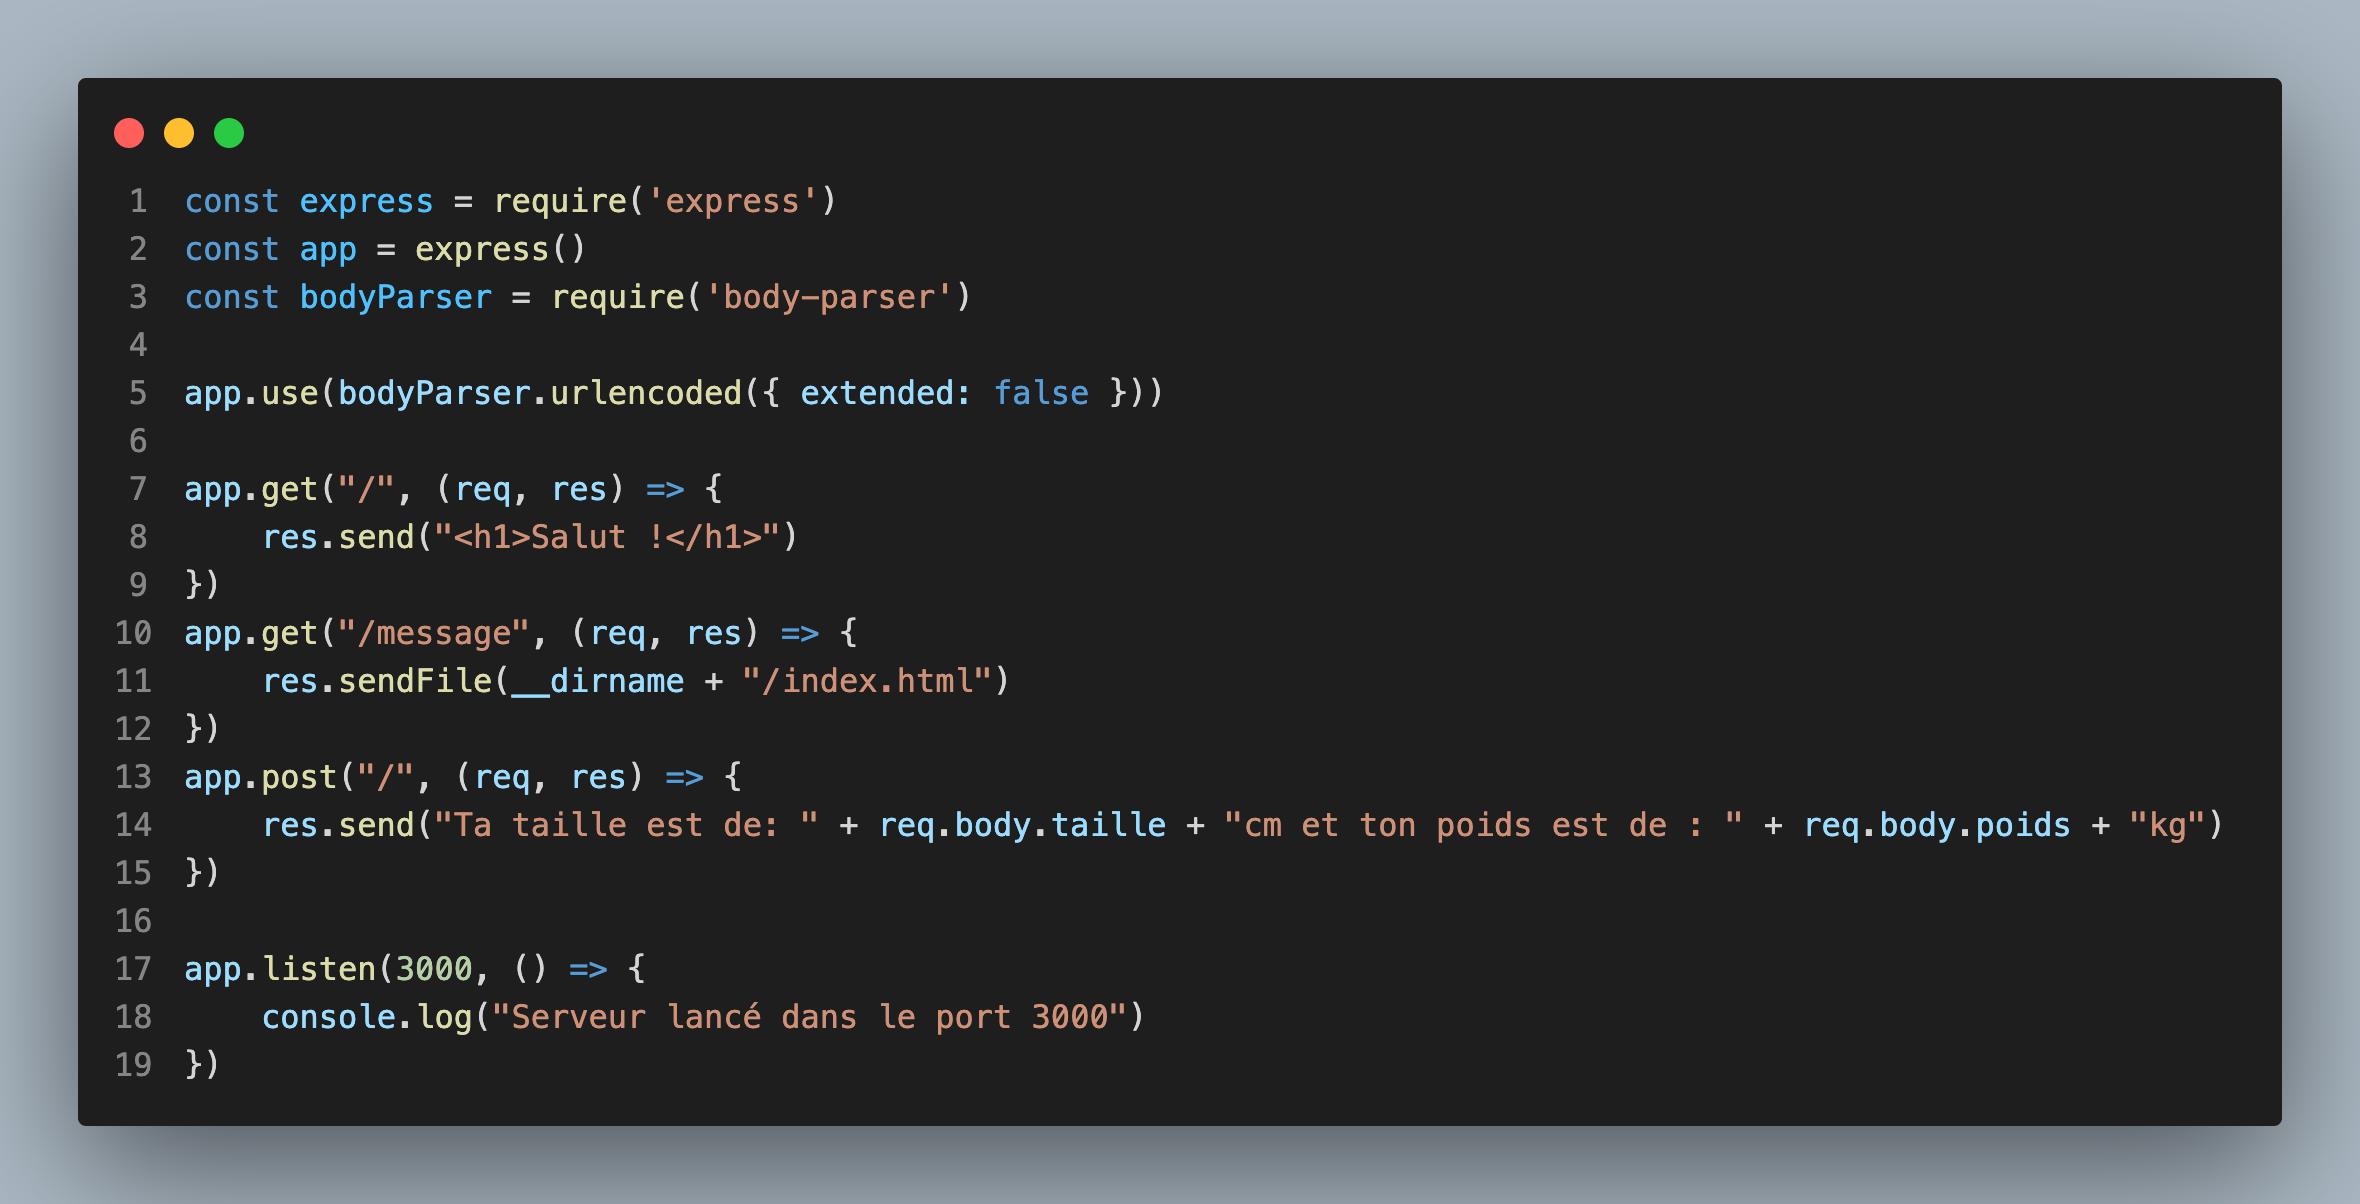 1 const express = require('express')
2 const app = express()
3 const bodyParser = require('body-parser')
4
5 app.use(bodyParser.urlencoded({ extended: false }))
6
7 app.get("/", (req, res) => {
8     res.send("<h1>Salut !</h1>")
9 })
10 app.get("/message", (req, res) => {
11     res.sendFile(__dirname + "/index.html")
12 })
13 app.post("/", (req, res) => {
14     res.send("Ta taille est de: " + req.body.taille + "cm et ton poids est de : " + req.body.poids + "kg")
15 })
16
17 app.listen(3000, () => {
18     console.log("Serveur lancé dans le port 3000")
19 })